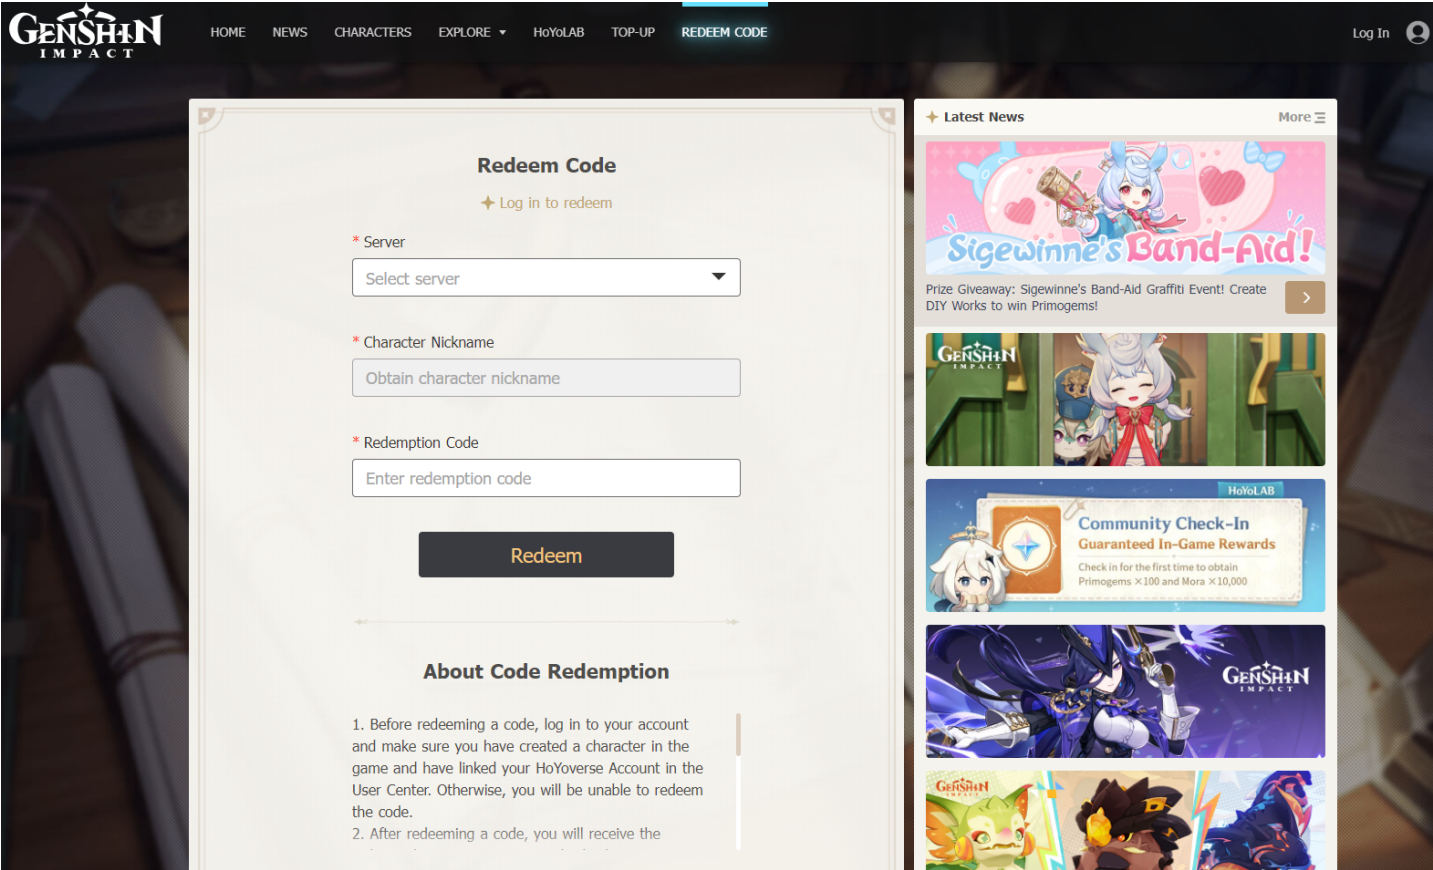 GENSHIN
IMPACT
HOME
NEWS
CHARACTERS
EXPLORE
HoYoLAB
TOP-UP
REDEEM CODE
Log In
Redeem Code
Log in to redeem
* Server
Select server
* Character Nickname
Obtain character nickname
* Redemption Code
Enter redemption code
Redeem
About Code Redemption
1. Before redeeming a code, log in to your account
and make sure you have created a character in the
game and have linked your HoYoverse Account in the
User Center. Otherwise, you will be unable to redeem
the code.
2. After redeeming a code, you will receive the
Latest News
More
Sigewinne's Band-Aid!
Prize Giveaway: Sigewinne's Band-Aid Graffiti Event! Create
DIY Works to win Primogems!
GENSHIN
IMPACT
HoYoLAB
Community Check-In
Guaranteed In-Game Rewards
Check in for the first time to obtain
Primogems ×100 and Mora ×10,000
GENSHIN
IMPACT
GENSHIN
IMPACT